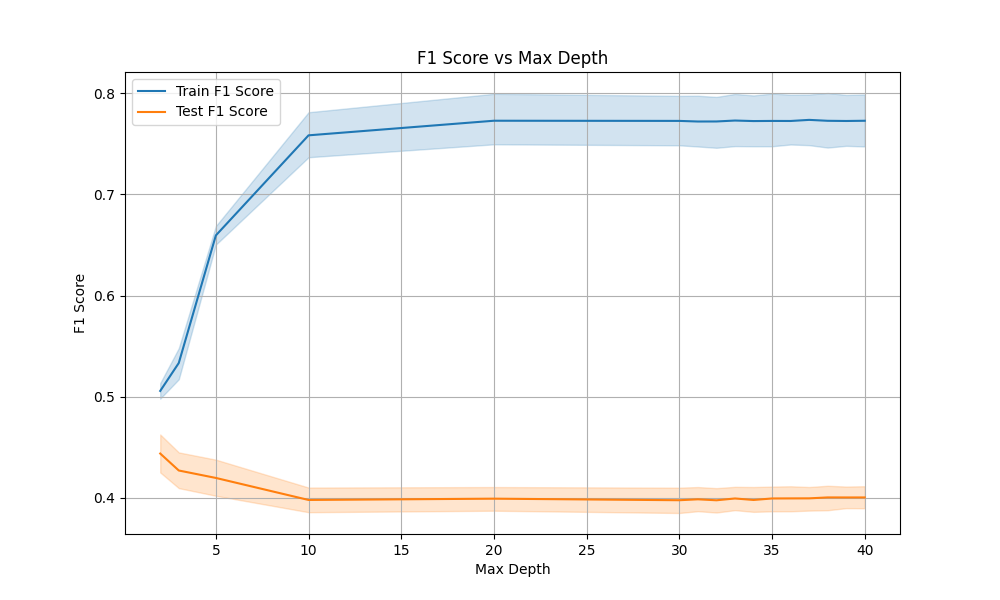 F1 Score vs Max Depth
Train F1 Score
Test F1 Score
0.8
0.7
0.6
0.5
0.4
F1 Score
5 10 15 20 25 30 35 40
Max Depth